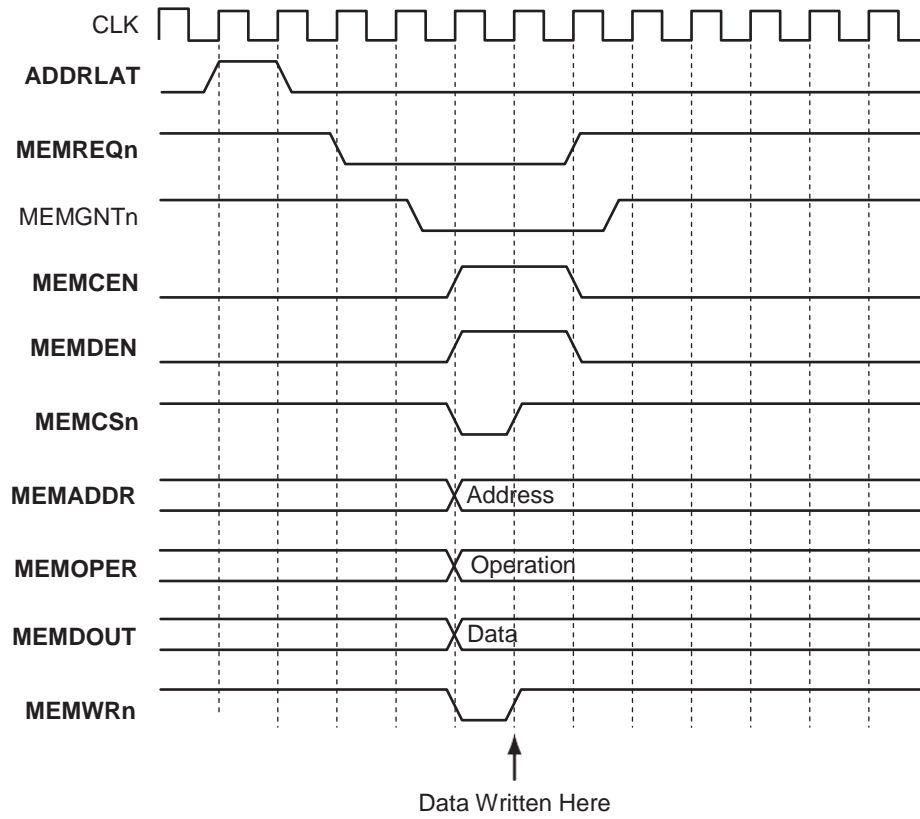 CLK
ADDRLAT
MEMREQn
MEMGNTn
MEMCEN
MEMDEN
MEMCSn
MEMADDR Address
MEMOPER Operation
MEMDOUT Data
MEMWRn
Data Written Here